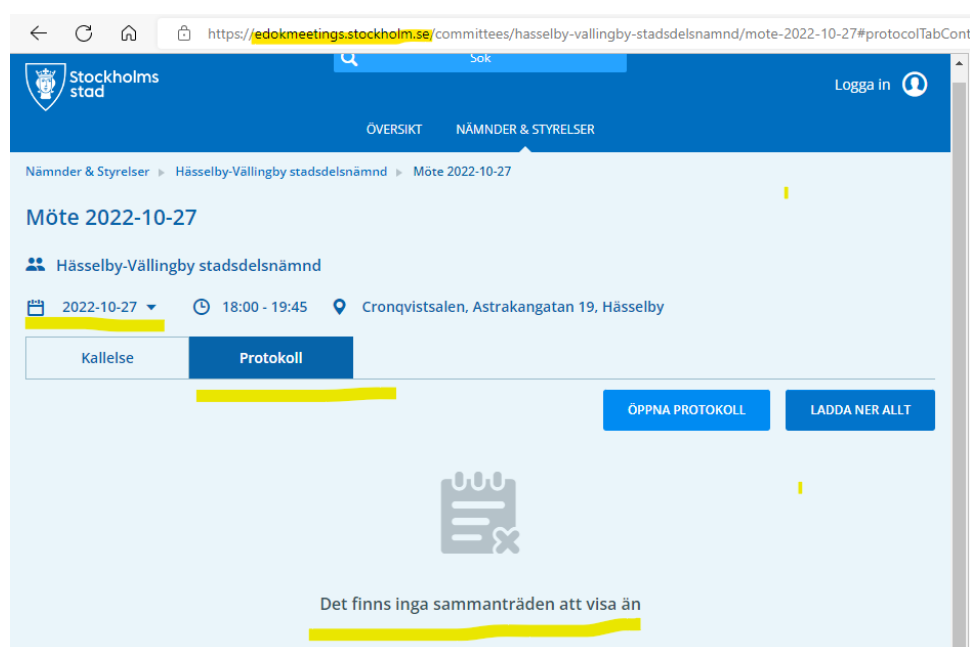 https://edokmeetings.stockholm.se/committees/hasselby-vallingby-stadsdelsnamnd/mote-2022-10-27#protocolTabCont
Stockholms
stad
Sök
Logga in
ÖVERSIKT NÄMNDER & STYRELSER
Nämnder & Styrelser Hässelby-Vällingby stadsdelsnämnd Möte 2022-10-27
Möte 2022-10-27
Hässelby-Vällingby stadsdelsnämnd
2022-10-27 18:00 - 19:45 Cronqvistsalen, Astrakangatan 19, Hässelby
Kallelse Protokoll
ÖPPNA PROTOKOLL LADDA NER ALLT
Det finns inga sammanträden att visa än